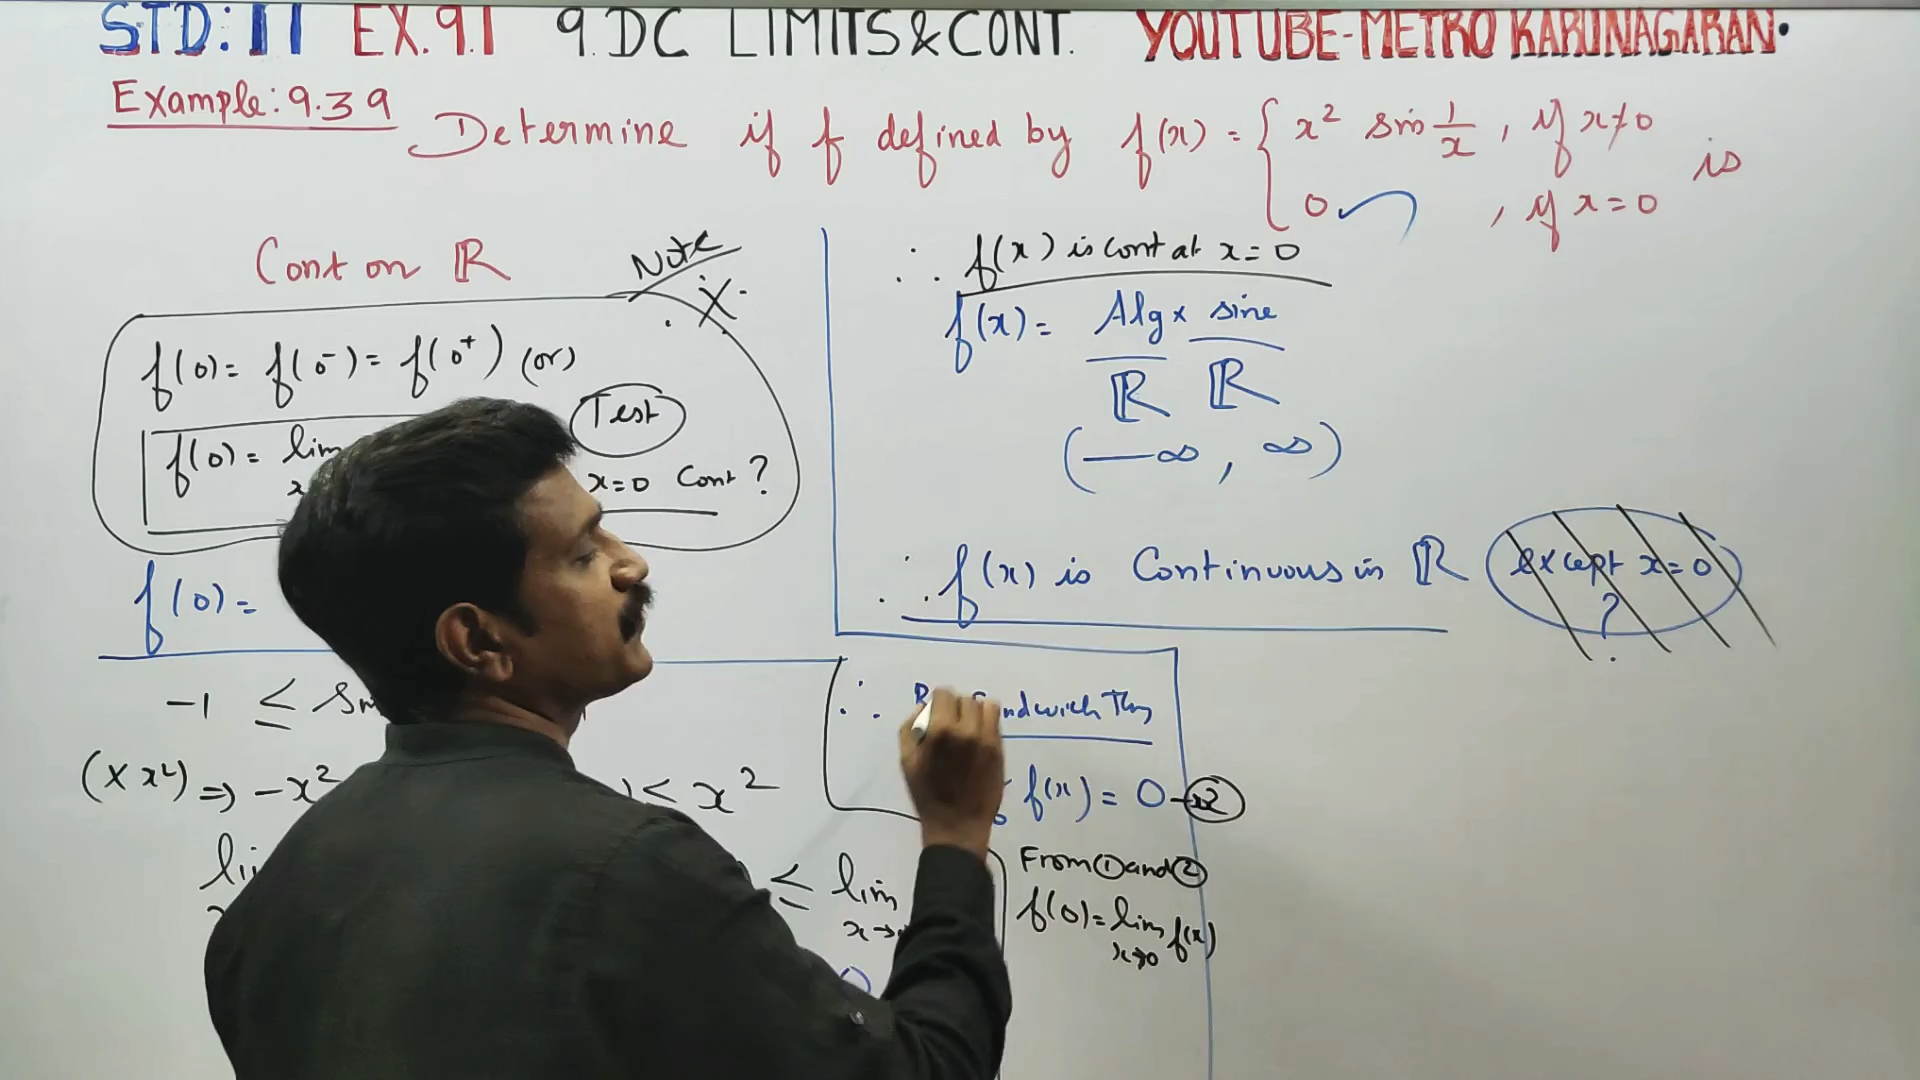 STD: 11 EX.9.1 9.DC LIMITS & CONT. YOUTUBE-METRO KARUNAGARAN.
Example: 9.39 Determine if f defined by f(x) = { x² sin 1/x , if x≠0
0 , if x=0
is
Cont on ℝ
Note
f(0) = f(0⁻) = f(0⁺) (or)
f(0) = lim
x
Test
x=0 Cont?
f(0) =
-1 ≤
(× x²) ⇒ -x²
) ≤ x²
≤ lim
x→
∴ f(x) is cont at x=0
f(x) = Alg × sine
ℝ ℝ
(-∞, ∞)
∴ f(x) is Continuous in ℝ except x=0
?
∴ Sandwich Thm
f(x) = 0 → 2
From ① and ②
f(0) = lim f(x)
x→0